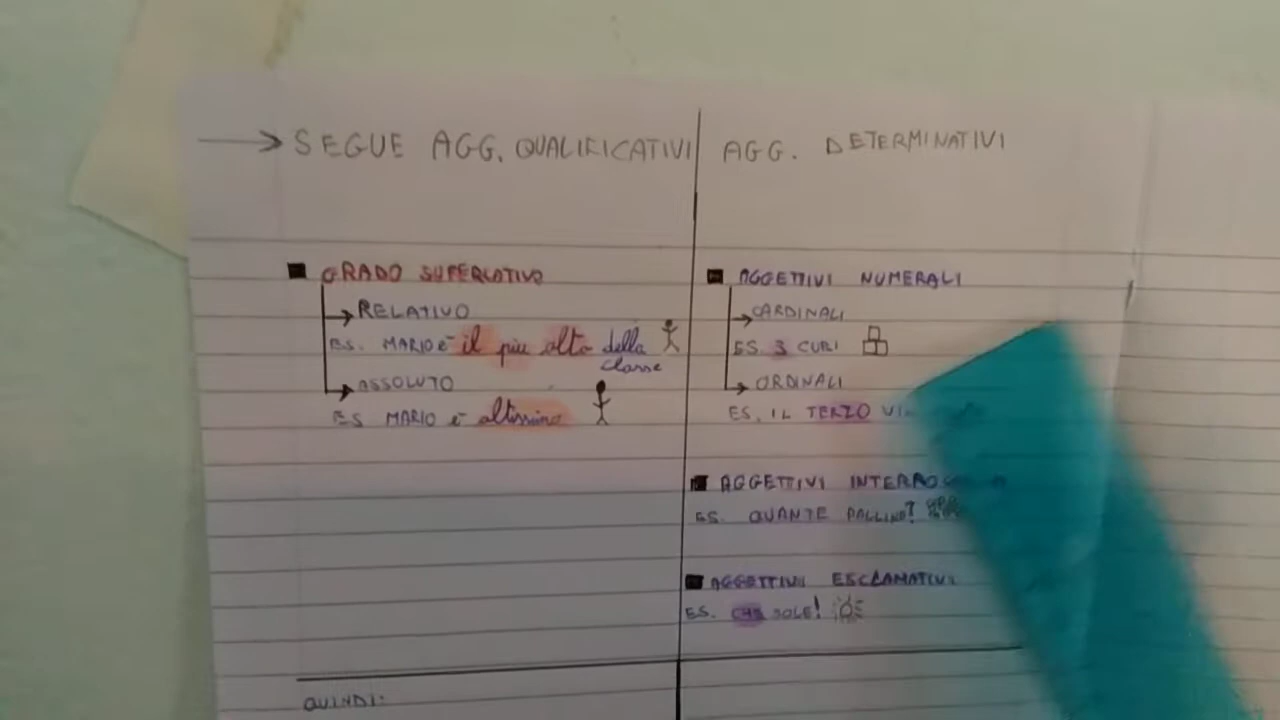 SEGUE AGG. QUALIFICATIVI
GRADO SUPERLATIVO
RELATIVO
ES. MARIO è il più alto della
classe
ASSOLUTO
ES MARIO è altissimo
QUINDI:
AGG. DETERMINATIVI
AGGETTIVI NUMERALI
CARDINALI
ES. 3 CUBI
ORDINALI
ES. IL TERZO
AGGETTIVI
ES. QUANTE PALLINE?
AGGETTIVI ESCLAMATIVI
ES. CHE SOLE!